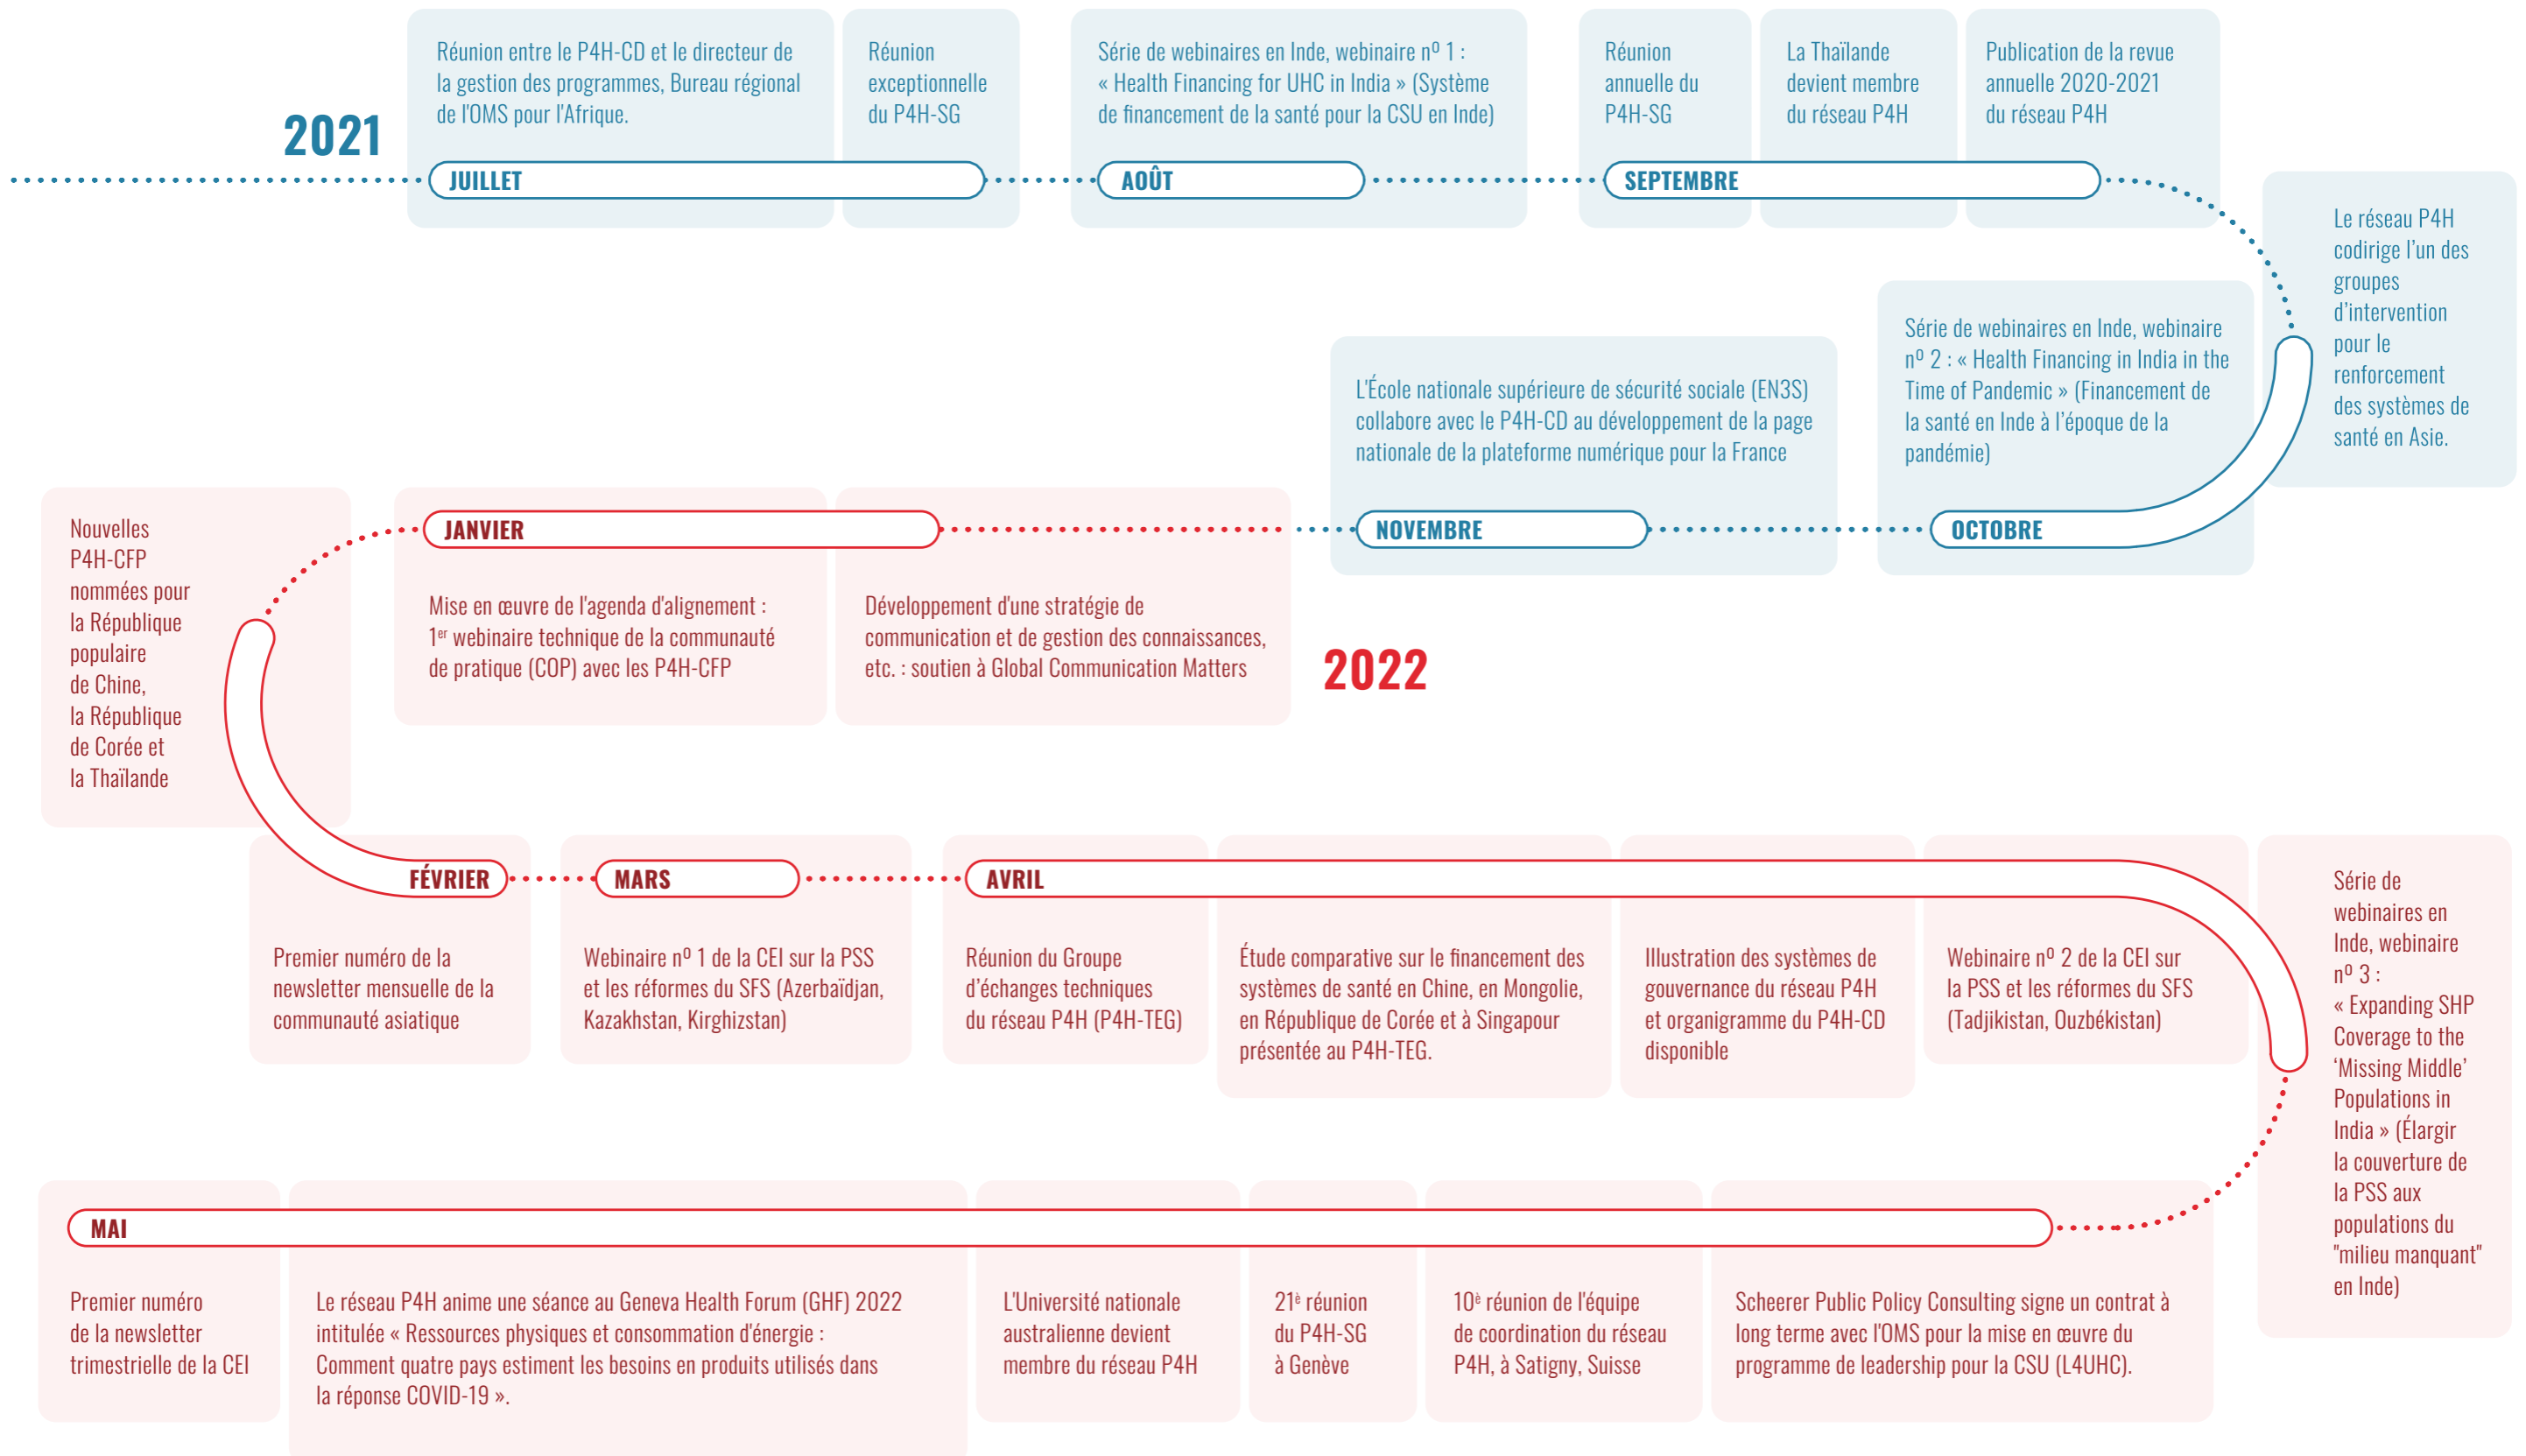 2021
Réunion entre le P4H-CD et le directeur de
la gestion des programmes, Bureau régional
de l'OMS pour l'Afrique.
Réunion
exceptionnelle
du P4H-SG
JUILLET
Série de webinaires en Inde, webinaire nº 1 :
« Health Financing for UHC in India » (Système
de financement de la santé pour la CSU en Inde)
AOÛT
Réunion
annuelle du
P4H-SG
La Thaïlande
devient membre
du réseau P4H
Publication de la revue
annuelle 2020-2021
du réseau P4H
SEPTEMBRE
Le réseau P4H
codirige l’un des
groupes
d’intervention
pour le
renforcement
des systèmes de
santé en Asie.
Série de webinaires en Inde, webinaire
nº 2 : « Health Financing in India in the
Time of Pandemic » (Financement de
la santé en Inde à l’époque de la
pandémie)
OCTOBRE
L'École nationale supérieure de sécurité sociale (EN3S)
collabore avec le P4H-CD au développement de la page
nationale de la plateforme numérique pour la France
NOVEMBRE
2022
JANVIER
Développement d'une stratégie de
communication et de gestion des connaissances,
etc. : soutien à Global Communication Matters
Mise en œuvre de l'agenda d'alignement :
1er webinaire technique de la communauté
de pratique (COP) avec les P4H-CFP
Nouvelles
P4H-CFP
nommées pour
la République
populaire
de Chine,
la République
de Corée et
la Thaïlande
FÉVRIER
Premier numéro de la
newsletter mensuelle de la
communauté asiatique
MARS
Webinaire nº 1 de la CEI sur la PSS
et les réformes du SFS (Azerbaïdjan,
Kazakhstan, Kirghizstan)
AVRIL
Réunion du Groupe
d’échanges techniques
du réseau P4H (P4H-TEG)
Étude comparative sur le financement des
systèmes de santé en Chine, en Mongolie,
en République de Corée et à Singapour
présentée au P4H-TEG.
Illustration des systèmes de
gouvernance du réseau P4H
et organigramme du P4H-CD
disponible
Webinaire nº 2 de la CEI sur
la PSS et les réformes du SFS
(Tadjikistan, Ouzbékistan)
Série de
webinaires en
Inde, webinaire
nº 3 :
« Expanding SHP
Coverage to the
‘Missing Middle’
Populations in
India » (Élargir
la couverture de
la PSS aux
populations du
"milieu manquant"
en Inde)
MAI
Premier numéro
de la newsletter
trimestrielle de la CEI
Le réseau P4H anime une séance au Geneva Health Forum (GHF) 2022
intitulée « Ressources physiques et consommation d'énergie :
Comment quatre pays estiment les besoins en produits utilisés dans
la réponse COVID-19 ».
L'Université nationale
australienne devient
membre du réseau P4H
21è réunion
du P4H-SG
à Genève
10è réunion de l'équipe
de coordination du réseau
P4H, à Satigny, Suisse
Scheerer Public Policy Consulting signe un contrat à
long terme avec l'OMS pour la mise en œuvre du
programme de leadership pour la CSU (L4UHC).